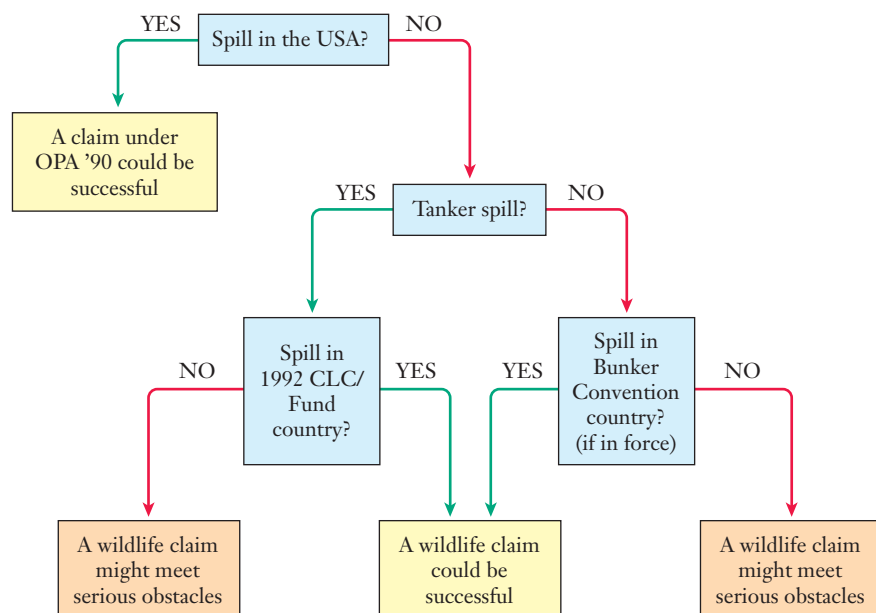 YES
Spill in the USA?
NO
A claim under
OPA ’90 could be
successful
YES
Tanker spill?
NO
NO
Spill in
1992 CLC/
Fund
country?
YES
YES
Spill in
Bunker
Convention
country?
(if in force)
NO
A wildlife claim
might meet
serious obstacles
A wildlife claim
could be
successful
A wildlife claim
might meet
serious obstacles